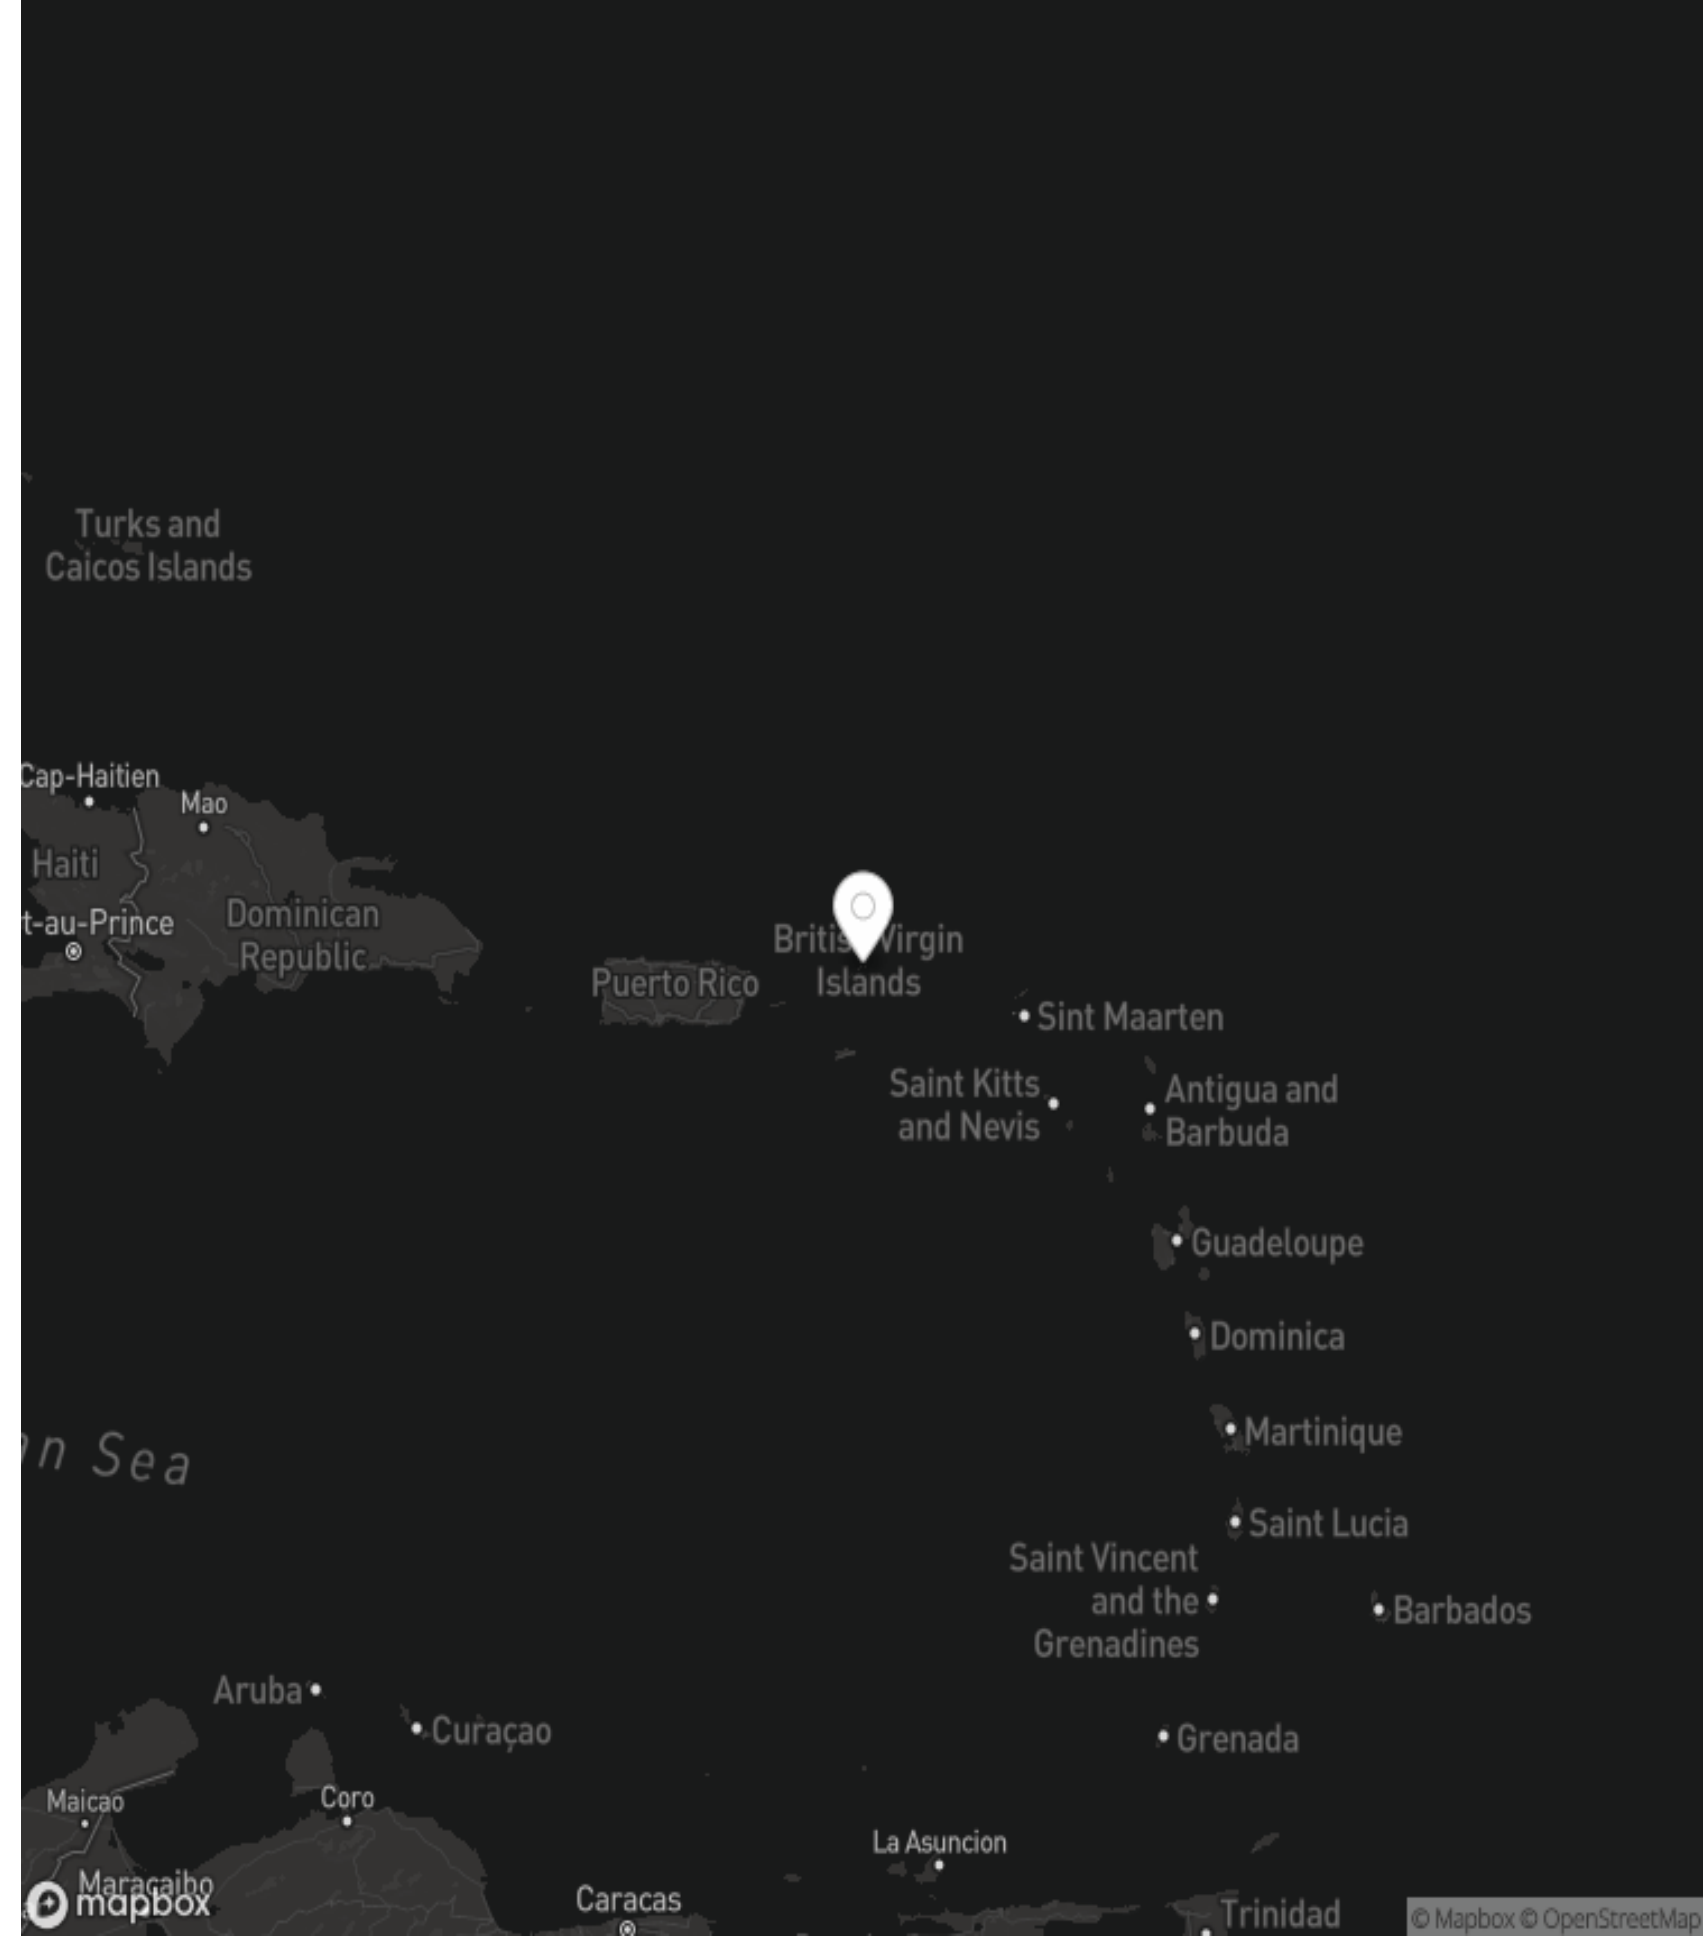 Turks and
Caicos Islands
Cap-Haitien
Mao
Haiti
Dominican
Republic
t-au-Prince
British Virgin
Islands
Puerto Rico
Sint Maarten
Saint Kitts
and Nevis
Antigua and
Barbuda
Guadeloupe
Dominica
Martinique
n Sea
Saint Lucia
Saint Vincent
and the
Grenadines
Barbados
Aruba
Curaçao
Grenada
Maicao
Coro
La Asuncion
Maracaibo
mapbox
Caracas
Trinidad
© Mapbox © OpenStreetMap